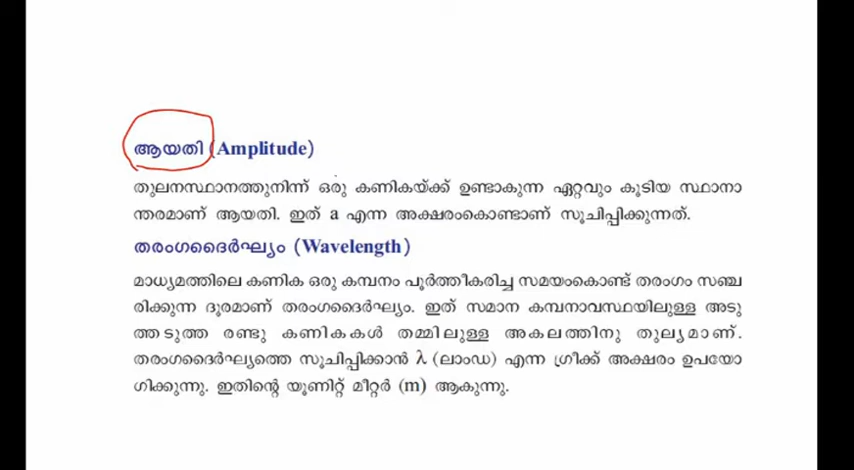 ആയതി (Amplitude)
തുലനസ്ഥാനത്തുനിന്ന് ഒരു കണികയ്ക്ക് ഉണ്ടാകുന്ന ഏറ്റവും കൂടിയ സ്ഥാനാ
ന്തരമാണ് ആയതി. ഇത് a എന്ന അക്ഷരംകൊണ്ടാണ് സൂചിപ്പിക്കുന്നത്.
തരംഗദൈർഘ്യം (Wavelength)
മാധ്യമത്തിലെ കണിക ഒരു കമ്പനം പൂർത്തീകരിച്ച സമയംകൊണ്ട് തരംഗം സഞ്ച
രിക്കുന്ന ദൂരമാണ് തരംഗദൈർഘ്യം. ഇത് സമാന കമ്പനാവസ്ഥയിലുള്ള അടു
ത്തടുത്ത രണ്ടു കണികകൾ തമ്മിലുള്ള അകലത്തിനു തുല്യമാണ്.
തരംഗദൈർഘ്യത്തെ സൂചിപ്പിക്കാൻ λ (ലാംഡ) എന്ന ഗ്രീക്ക് അക്ഷരം ഉപയോ
ഗിക്കുന്നു. ഇതിന്റെ യൂണിറ്റ് മീറ്റർ (m) ആകുന്നു.